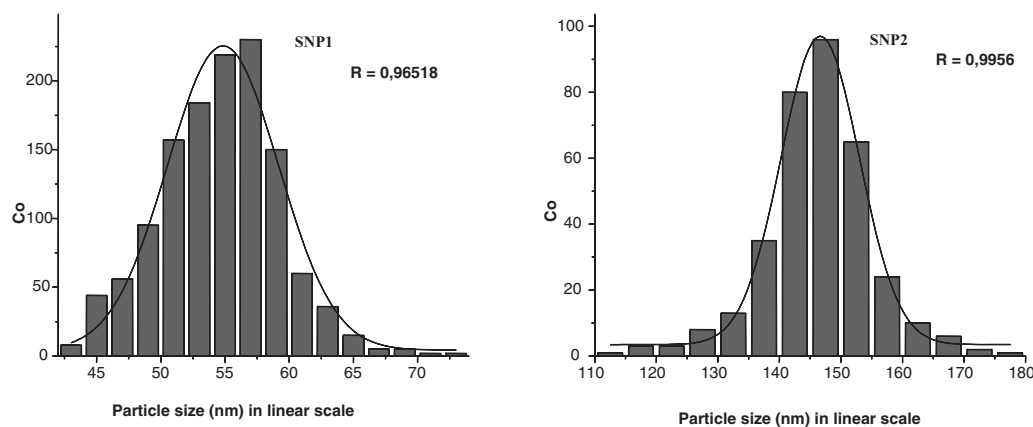 SNP1
R = 0,96518
200
150
100
50
0
Co
45 50 55 60 65 70
Particle size (nm) in linear scale
SNP2
R = 0,9956
100
80
60
40
20
0
Co
110 120 130 140 150 160 170 180
Particle size (nm) in linear scale